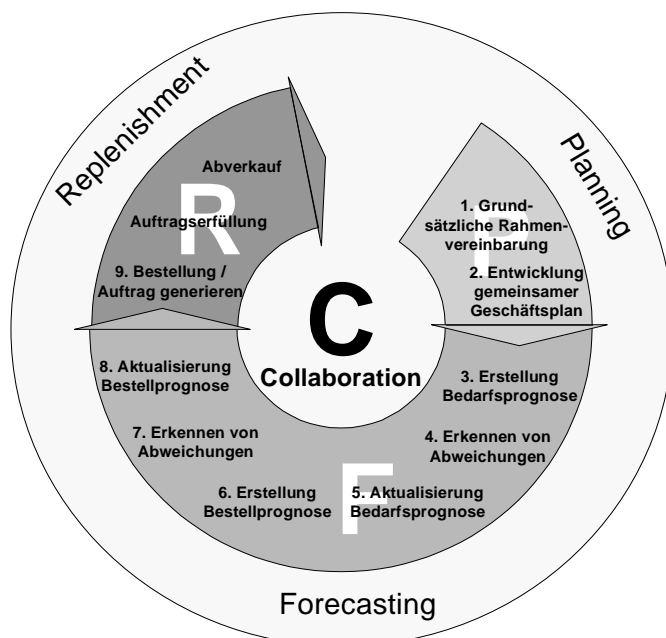 Replenishment
Planning
Forecasting
C
Collaboration
P
1. Grund-
sätzliche Rahmen-
vereinbarung
2. Entwicklung
gemeinsamer
Geschäftsplan
F
3. Erstellung
Bedarfsprognose
4. Erkennen von
Abweichungen
5. Aktualisierung
Bedarfsprognose
6. Erstellung
Bestellprognose
7. Erkennen von
Abweichungen
8. Aktualisierung
Bestellprognose
R
9. Bestellung /
Auftrag generieren
Auftragserfüllung
Abverkauf